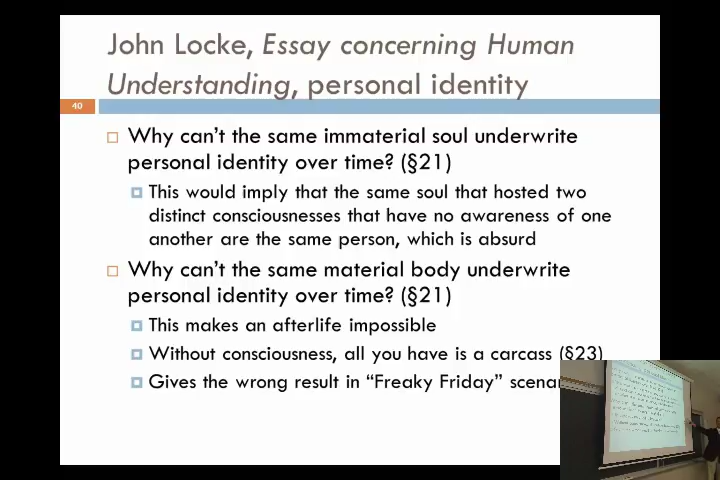 John Locke, Essay concerning Human
Understanding, personal identity
40
Why can't the same immaterial soul underwrite
personal identity over time? (§21)
This would imply that the same soul that hosted two
distinct consciousnesses that have no awareness of one
another are the same person, which is absurd
Why can't the same material body underwrite
personal identity over time? (§21)
This makes an afterlife impossible
Without consciousness, all you have is a carcass (§23)
Gives the wrong result in “Freaky Friday”